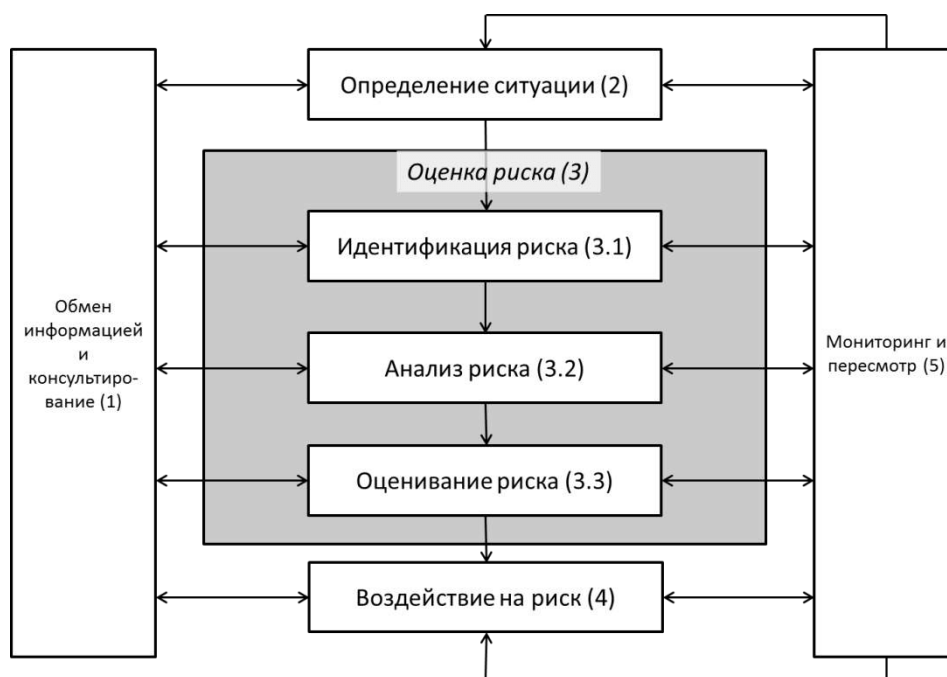 Определение ситуации (2)
Оценка риска (3)
Идентификация риска (3.1)
Обмен
информацией
и
консультиро-
вание (1)
Анализ риска (3.2)
Мониторинг и
пересмотр (5)
Оценивание риска (3.3)
Воздействие на риск (4)